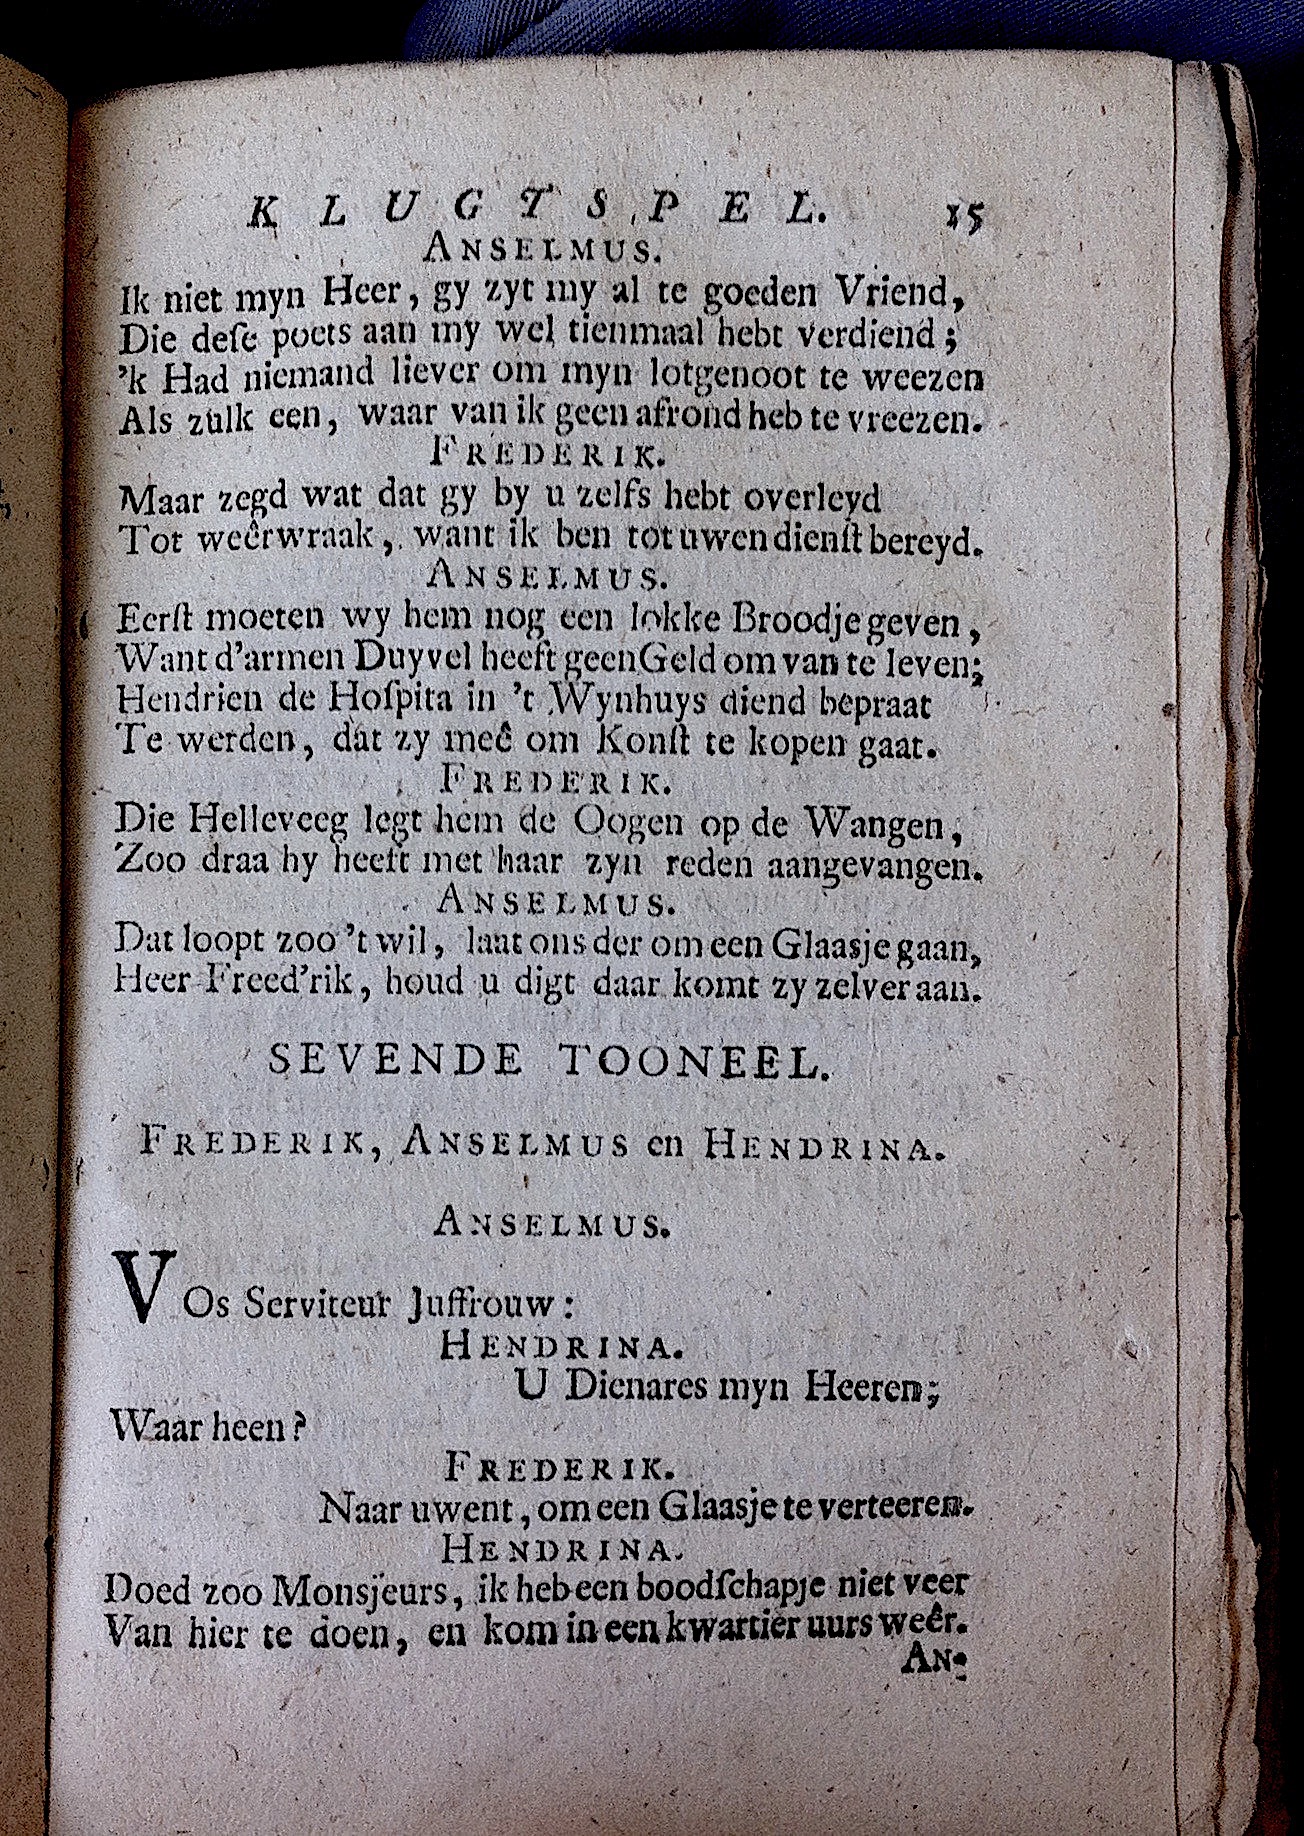 KLUGTSPEL. 15
ANSELMUS.
Ik niet myn Heer, gy zyt my al te goeden Vriend,
Die deſe poets aan my wel tienmaal hebt verdiend;
'k Had niemand liever om myn lotgenoot te weezen
Als zulk een, waar van ik geen afrond heb te vreezen.
FREDERIK.
Maar zegd wat dat gy by u zelfs hebt overleyd
Tot weêrwraak, want ik ben tot uwen dienſt bereyd.
ANSELMUS.
Eerſt moeten wy hem nog een lokke Broodje geven,
Want d'armen Duyvel heeft geen Geld om van te leven;
Hendrien de Hoſpita in 't Wynhuys diend bepraat
Te werden, dat zy meê om Konſt te kopen gaat.
FREDERIK.
Die Helleveeg legt hem de Oogen op de Wangen,
Zoo draa hy heeft met haar zyn reden aangevangen.
ANSELMUS.
Dat loopt zoo 't wil, laat ons der om een Glaasje gaan,
Heer Freed'rik, houd u digt daar komt zy zelver aan.
SEVENDE TOONEEL.
FREDERIK, ANSELMUS en HENDRINA.
ANSELMUS.
VOs Serviteur Juffrouw:
HENDRINA.
U Dienares myn Heeren;
Waar heen?
FREDERIK.
Naar uwent, om een Glaasje te verteeren.
HENDRINA.
Doed zoo Monsjeurs, ik heb een boodſchapje niet veer
Van hier te doen, en kom in een kwartier uurs weêr.
AN-